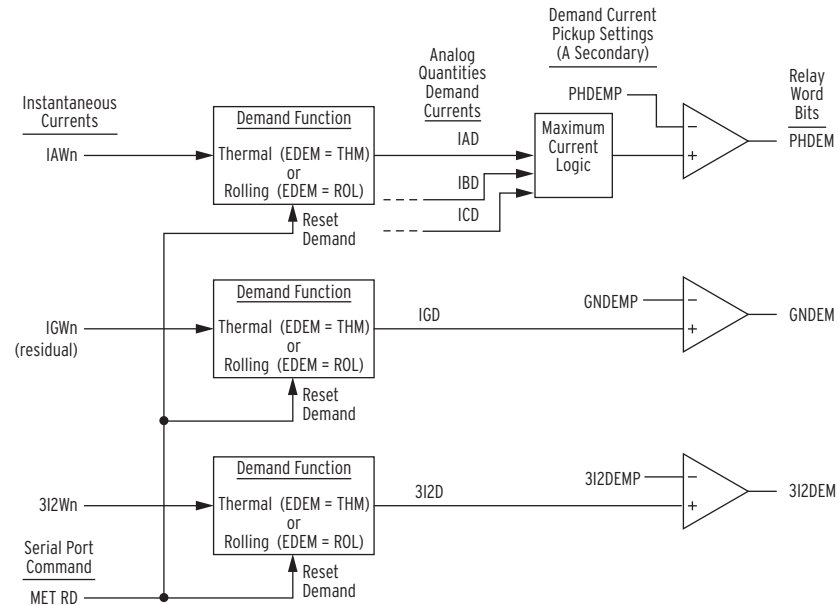 Demand Current
Pickup Settings
(A Secondary)
Analog
Quantities
Demand
Currents
Relay
Word
Bits
Instantaneous
Currents
IAWn
Demand Function
Thermal (EDEM = THM)
or
Rolling (EDEM = ROL)
Reset
Demand
IAD
IBD
ICD
Maximum
Current
Logic
PHDEMP
−
+
PHDEM
IGWn
(residual)
Demand Function
Thermal (EDEM = THM)
or
Rolling (EDEM = ROL)
Reset
Demand
IGD
GNDEMP
−
+
GNDEM
3I2Wn
Demand Function
Thermal (EDEM = THM)
or
Rolling (EDEM = ROL)
Reset
Demand
3I2D
3I2DEMP
−
+
3I2DEM
Serial Port
Command
MET RD